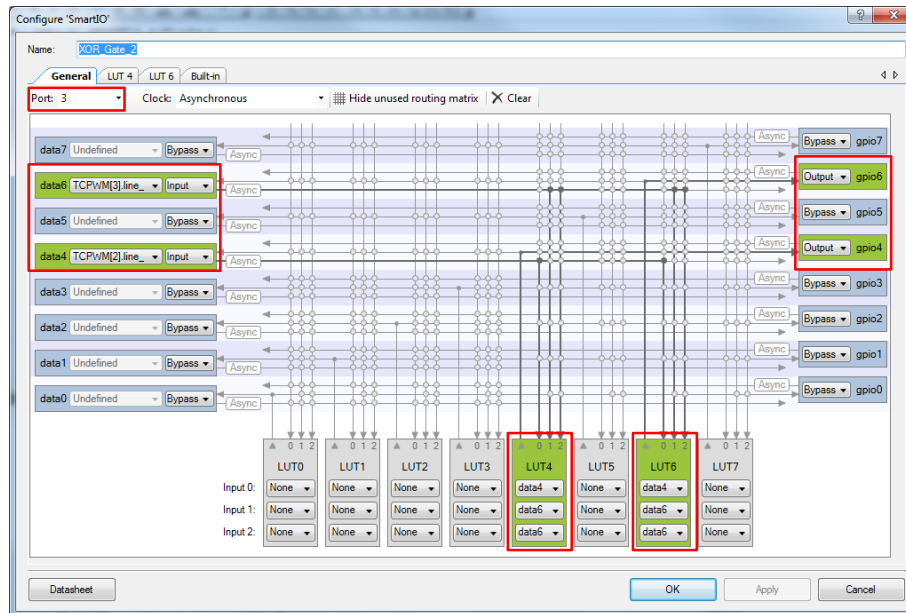 Configure 'SmartIO'
Name: XOR_Gate_2
General LUT 4 LUT 6 Built-in
Port: 3 Clock: Asynchronous Hide unused routing matrix Clear
data7 Undefined Bypass Async Async Bypass gpio7
data6 TCPWM[3].line_ Input Async Async Output gpio6
data5 Undefined Bypass Async Async Bypass gpio5
data4 TCPWM[2].line_ Input Async Async Output gpio4
data3 Undefined Bypass Async Async Bypass gpio3
data2 Undefined Bypass Async Async Bypass gpio2
data1 Undefined Bypass Async Async Bypass gpio1
data0 Undefined Bypass Async Async Bypass gpio0
0 1 2 0 1 2 0 1 2 0 1 2 0 1 2 0 1 2 0 1 2 0 1 2
LUT0 LUT1 LUT2 LUT3 LUT4 LUT5 LUT6 LUT7
Input 0: None None None None data4 None data4 None
Input 1: None None None None data6 None data6 None
Input 2: None None None None data6 None data6 None
Datasheet OK Apply Cancel